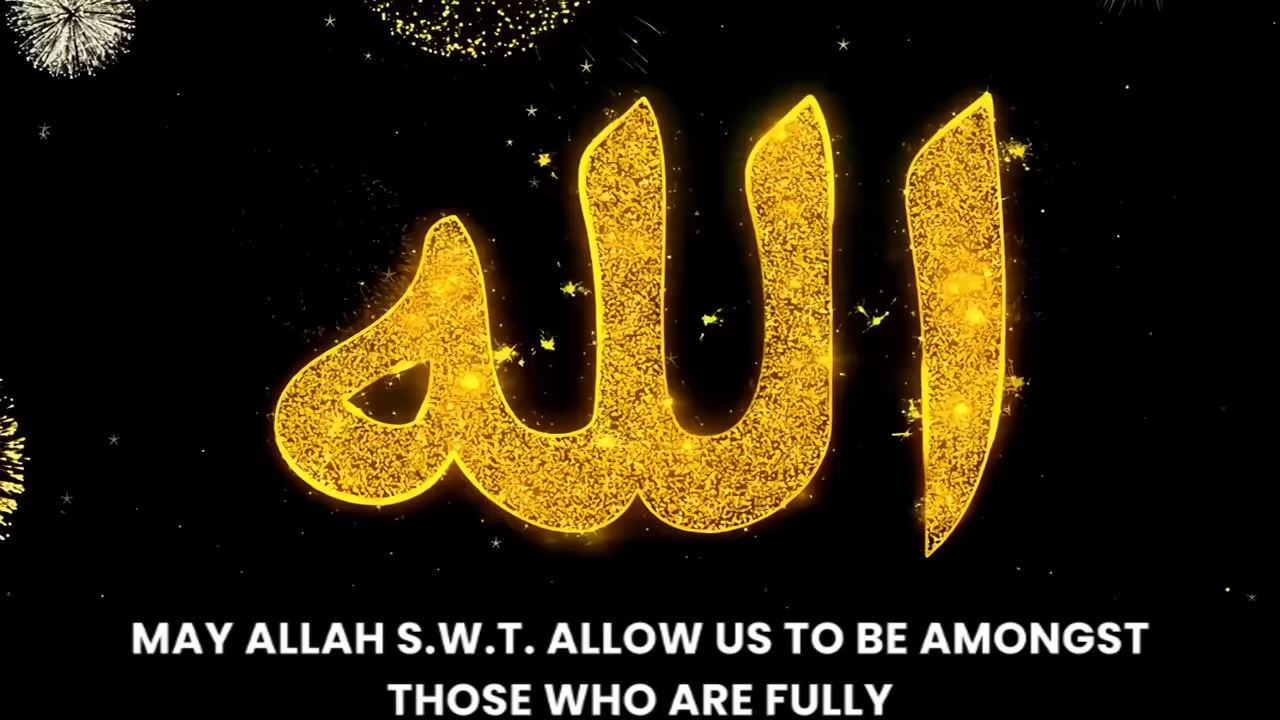 الله
MAY ALLAH S.W.T. ALLOW US TO BE AMONGST
THOSE WHO ARE FULLY